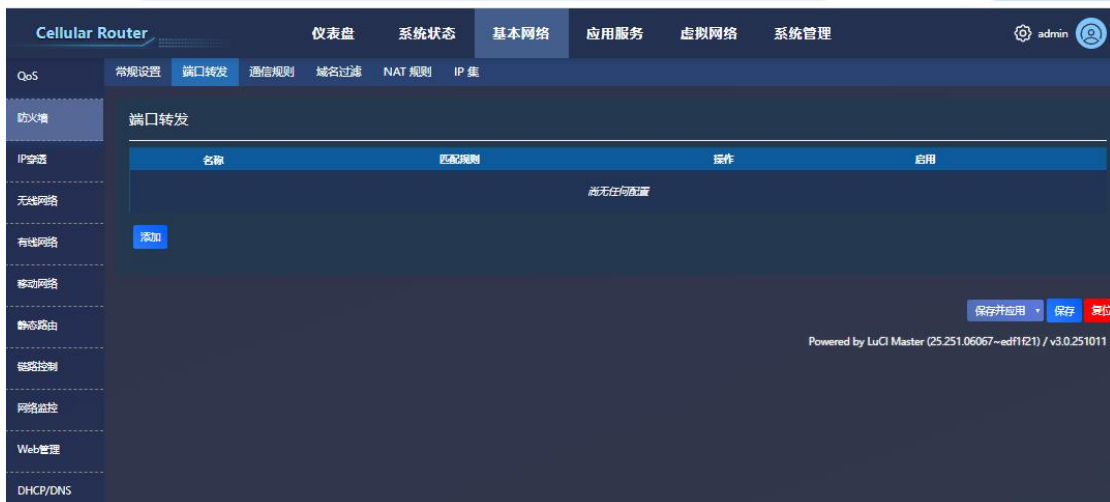 Cellular Router
仪表盘 系统状态 基本网络 应用服务 虚拟网络 系统管理 admin
QoS
防火墙
IP穿透
无线网络
有线网络
移动网络
静态路由
链路控制
网络监控
Web管理
DHCP/DNS
常规设置 端口转发 通信规则 域名过滤 NAT 规则 IP 集
端口转发
名称 匹配规则 操作 启用
尚无任何配置
添加
保存并应用 保存 复位
Powered by LuCI Master (25.251.06067~edf1f21) / v3.0.251011